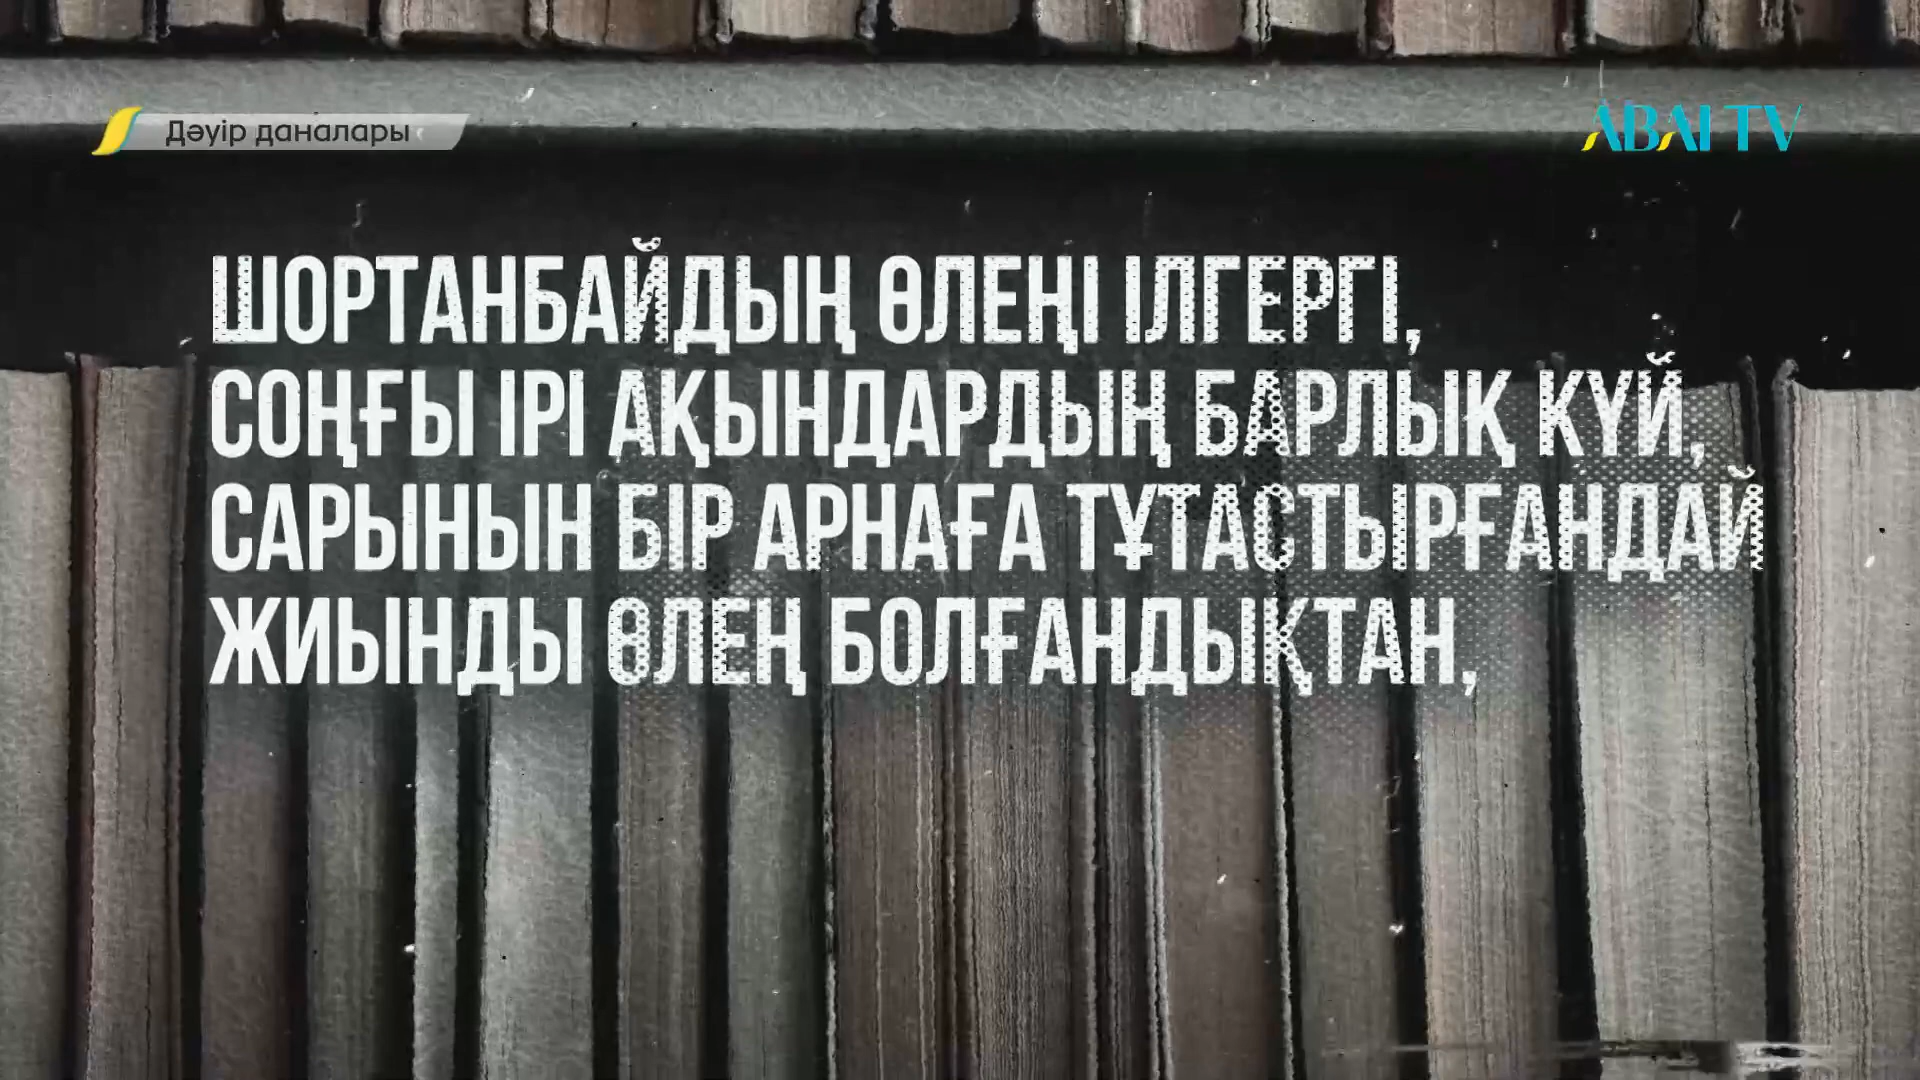 Дәуір даналары
ABAI TV
ШОРТАНБАЙДЫҢ ӨЛЕҢІ ІЛГЕРГІ,
СОҢҒЫ ІРІ АҚЫНДАРДЫҢ БАРЛЫҚ КҮЙ,
САРЫНЫН БІР АРНАҒА ТҰТАСТЫРҒАНДАЙ
ЖИЫНДЫ ӨЛЕҢ БОЛҒАНДЫҚТАН,